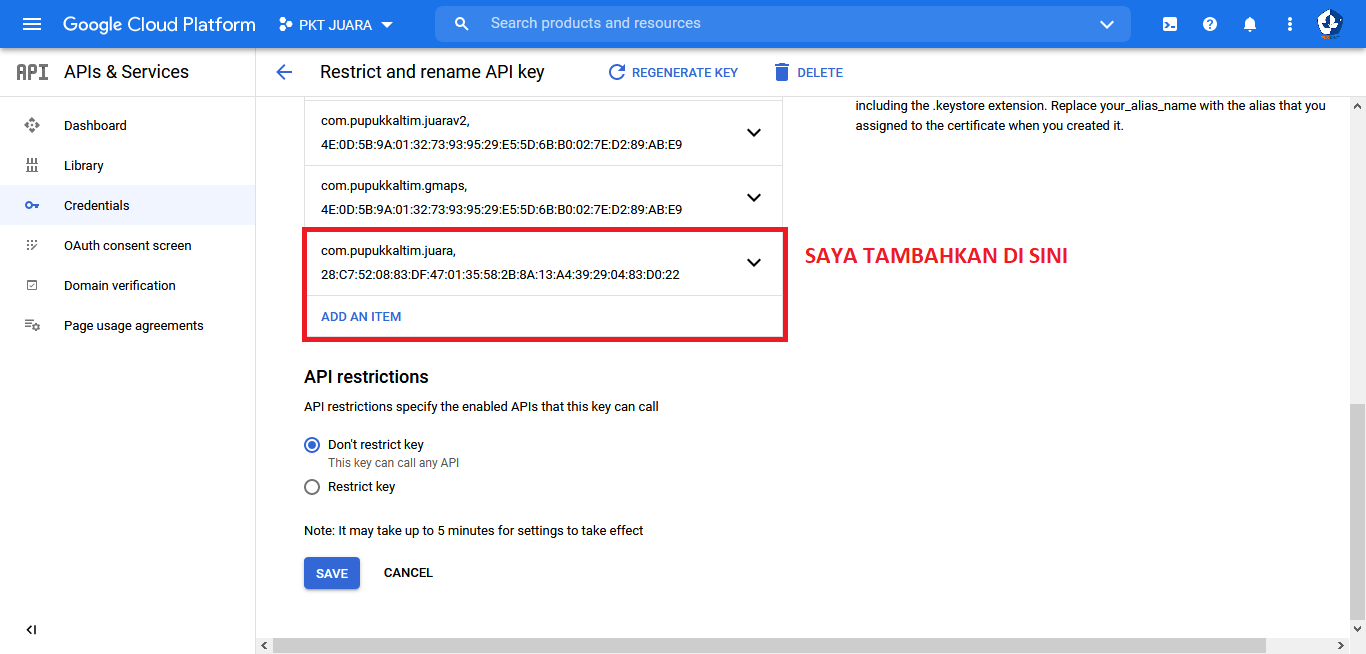 Google Cloud Platform
PKT JUARA
Search products and resources
API
APIs & Services
Restrict and rename API key
REGENERATE KEY
DELETE
Dashboard
Library
Credentials
OAuth consent screen
Domain verification
Page usage agreements
including the .keystore extension. Replace your_alias_name with the alias that you
assigned to the certificate when you created it.
com.pupukkaltim.juarav2,
4E:0D:5B:9A:01:32:73:93:95:29:E5:5D:6B:B0:02:7E:D2:89:AB:E9
com.pupukkaltim.gmaps,
4E:0D:5B:9A:01:32:73:93:95:29:E5:5D:6B:B0:02:7E:D2:89:AB:E9
com.pupukkaltim.juara,
28:C7:52:08:83:DF:47:01:35:58:2B:8A:13:A4:39:29:04:83:D0:22
SAYA TAMBAHKAN DI SINI
ADD AN ITEM
API restrictions
API restrictions specify the enabled APIs that this key can call
Don't restrict key
This key can call any API
Restrict key
Note: It may take up to 5 minutes for settings to take effect
SAVE
CANCEL